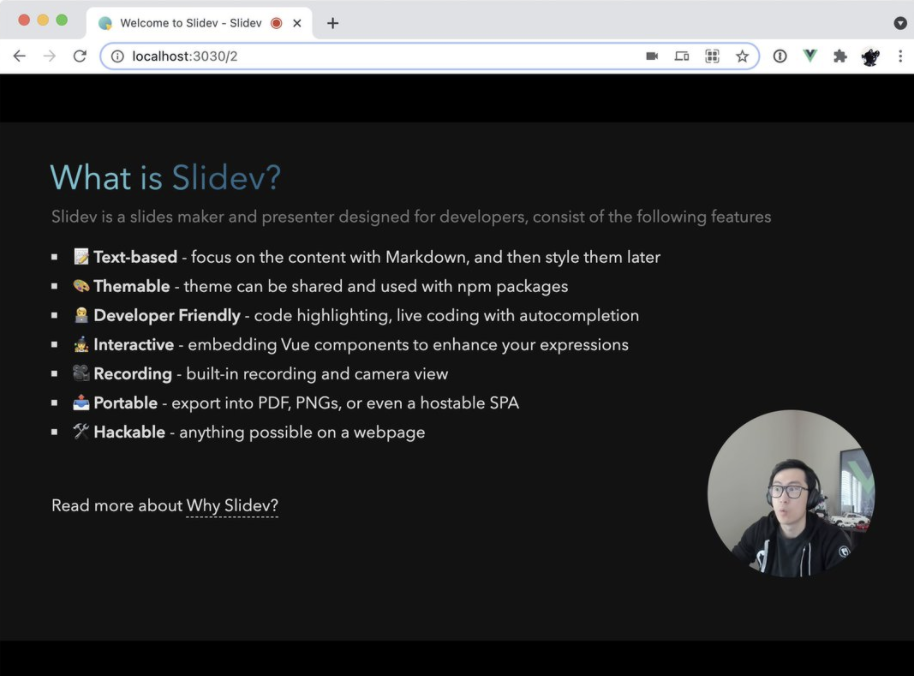 Welcome to Slidev - Slidev
localhost:3030/2
What is Slidev?
Slidev is a slides maker and presenter designed for developers, consist of the following features
📝 Text-based - focus on the content with Markdown, and then style them later
🎨 Themable - theme can be shared and used with npm packages
🧑‍💻 Developer Friendly - code highlighting, live coding with autocompletion
🤹 Interactive - embedding Vue components to enhance your expressions
🎥 Recording - built-in recording and camera view
📤 Portable - export into PDF, PNGs, or even a hostable SPA
🛠 Hackable - anything possible on a webpage
Read more about Why Slidev?